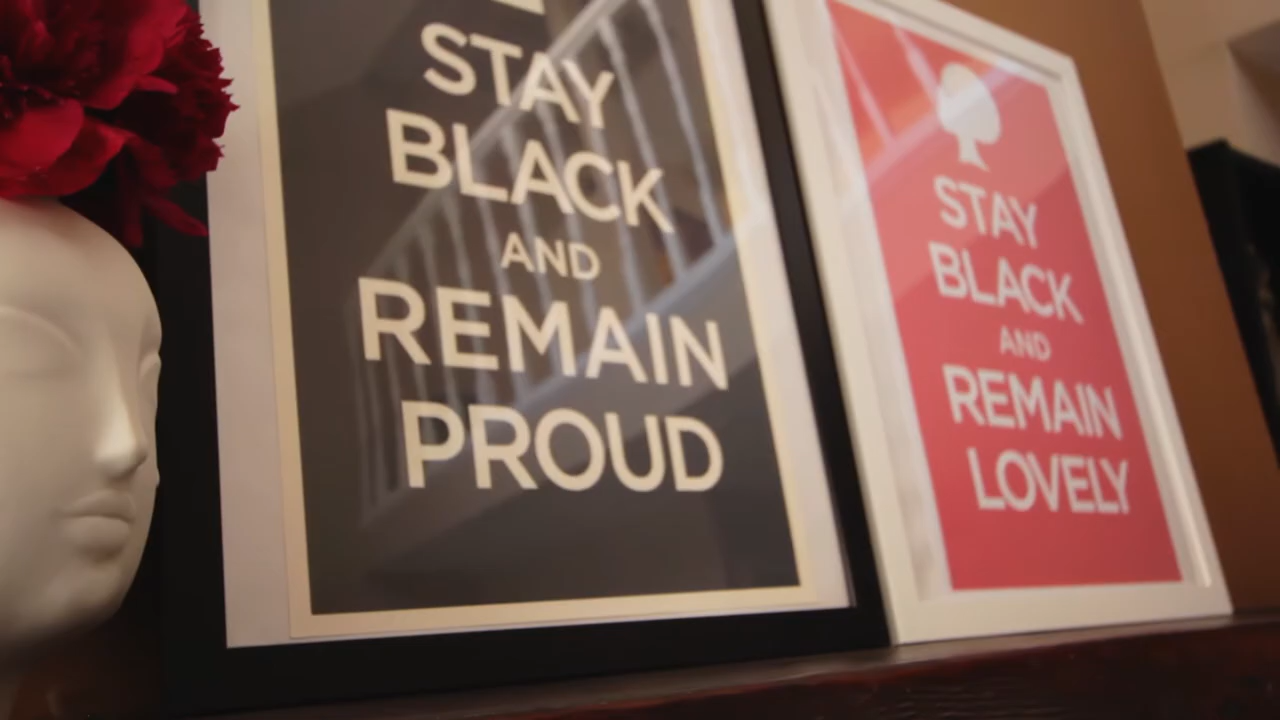 STAY
BLACK
AND
REMAIN
PROUD
STAY
BLACK
AND
REMAIN
LOVELY